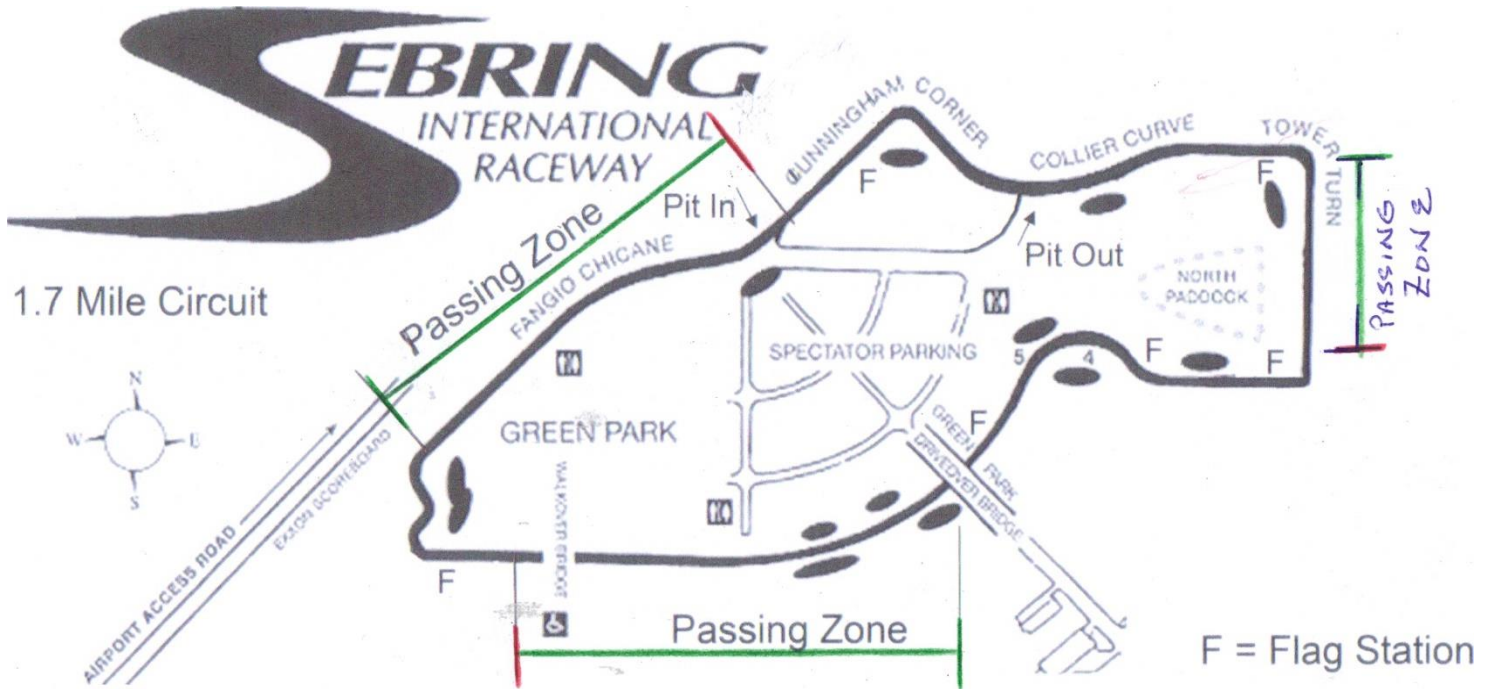 SEBRING
INTERNATIONAL
RACEWAY
1.7 Mile Circuit
Passing Zone
FANGIO CHICANE
Pit In
CUNNINGHAM CORNER
COLLIER CURVE
TOWER TURN
Pit Out
NORTH
PADDOCK
PASSING
ZONE
N
W
E
S
SPECTATOR PARKING
GREEN PARK
5
4
F
F
F
F
F
F
GREEN PARK
DRIVEOVER BRIDGE
WALKOVER BRIDGE
EXXON SCOREBOARD
AIRPORT ACCESS ROAD
Passing Zone
F = Flag Station